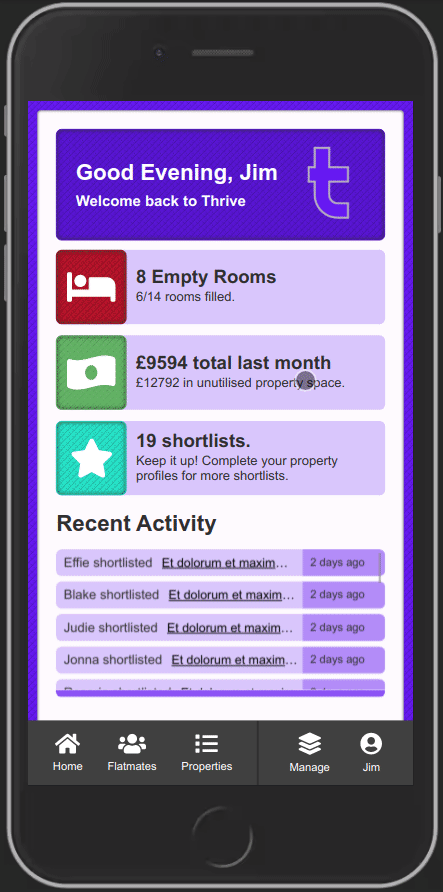 Good Evening, Jim
Welcome back to Thrive
t
8 Empty Rooms
6/14 rooms filled.
£9594 total last month
£12792 in unutilised property space.
19 shortlists.
Keep it up! Complete your property
profiles for more shortlists.
Recent Activity
Effie shortlisted Et dolorum et maxim... 2 days ago
Blake shortlisted Et dolorum et maxim... 2 days ago
Judie shortlisted Et dolorum et maxim... 2 days ago
Jonna shortlisted Et dolorum et maxim... 2 days ago
Home Flatmates Properties Manage Jim